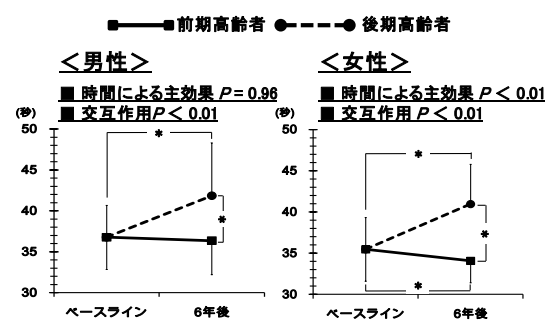 前期高齢者 後期高齢者
＜男性＞
■ 時間による主効果 P = 0.96
■ 交互作用P < 0.01
(秒)
50
45
40
35
30
*
*
ベースライン 6年後
＜女性＞
■ 時間による主効果 P < 0.01
■ 交互作用 P < 0.01
(秒)
50
45
40
35
30
*
*
*
ベースライン 6年後